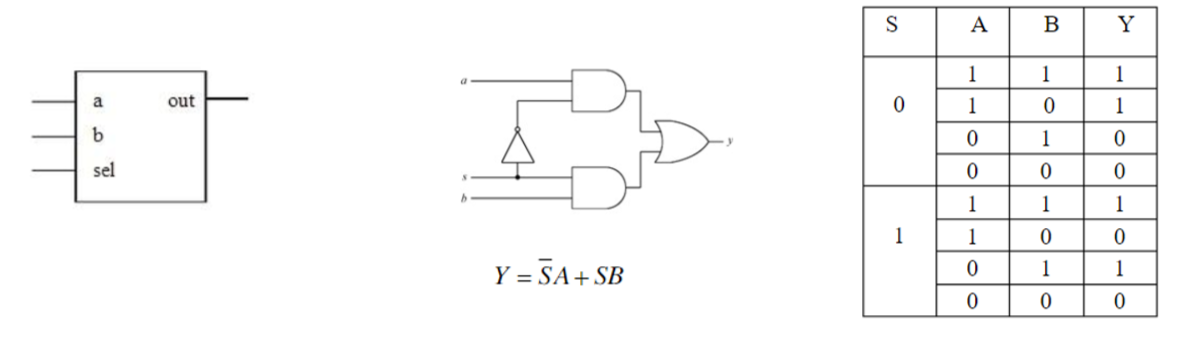 a out
b
sel
a
s
b
y
Y = S̅A + SB
S A B Y
0
1 1 1
1 0 1
0 1 0
0 0 0
1
1 1 1
1 0 0
0 1 1
0 0 0